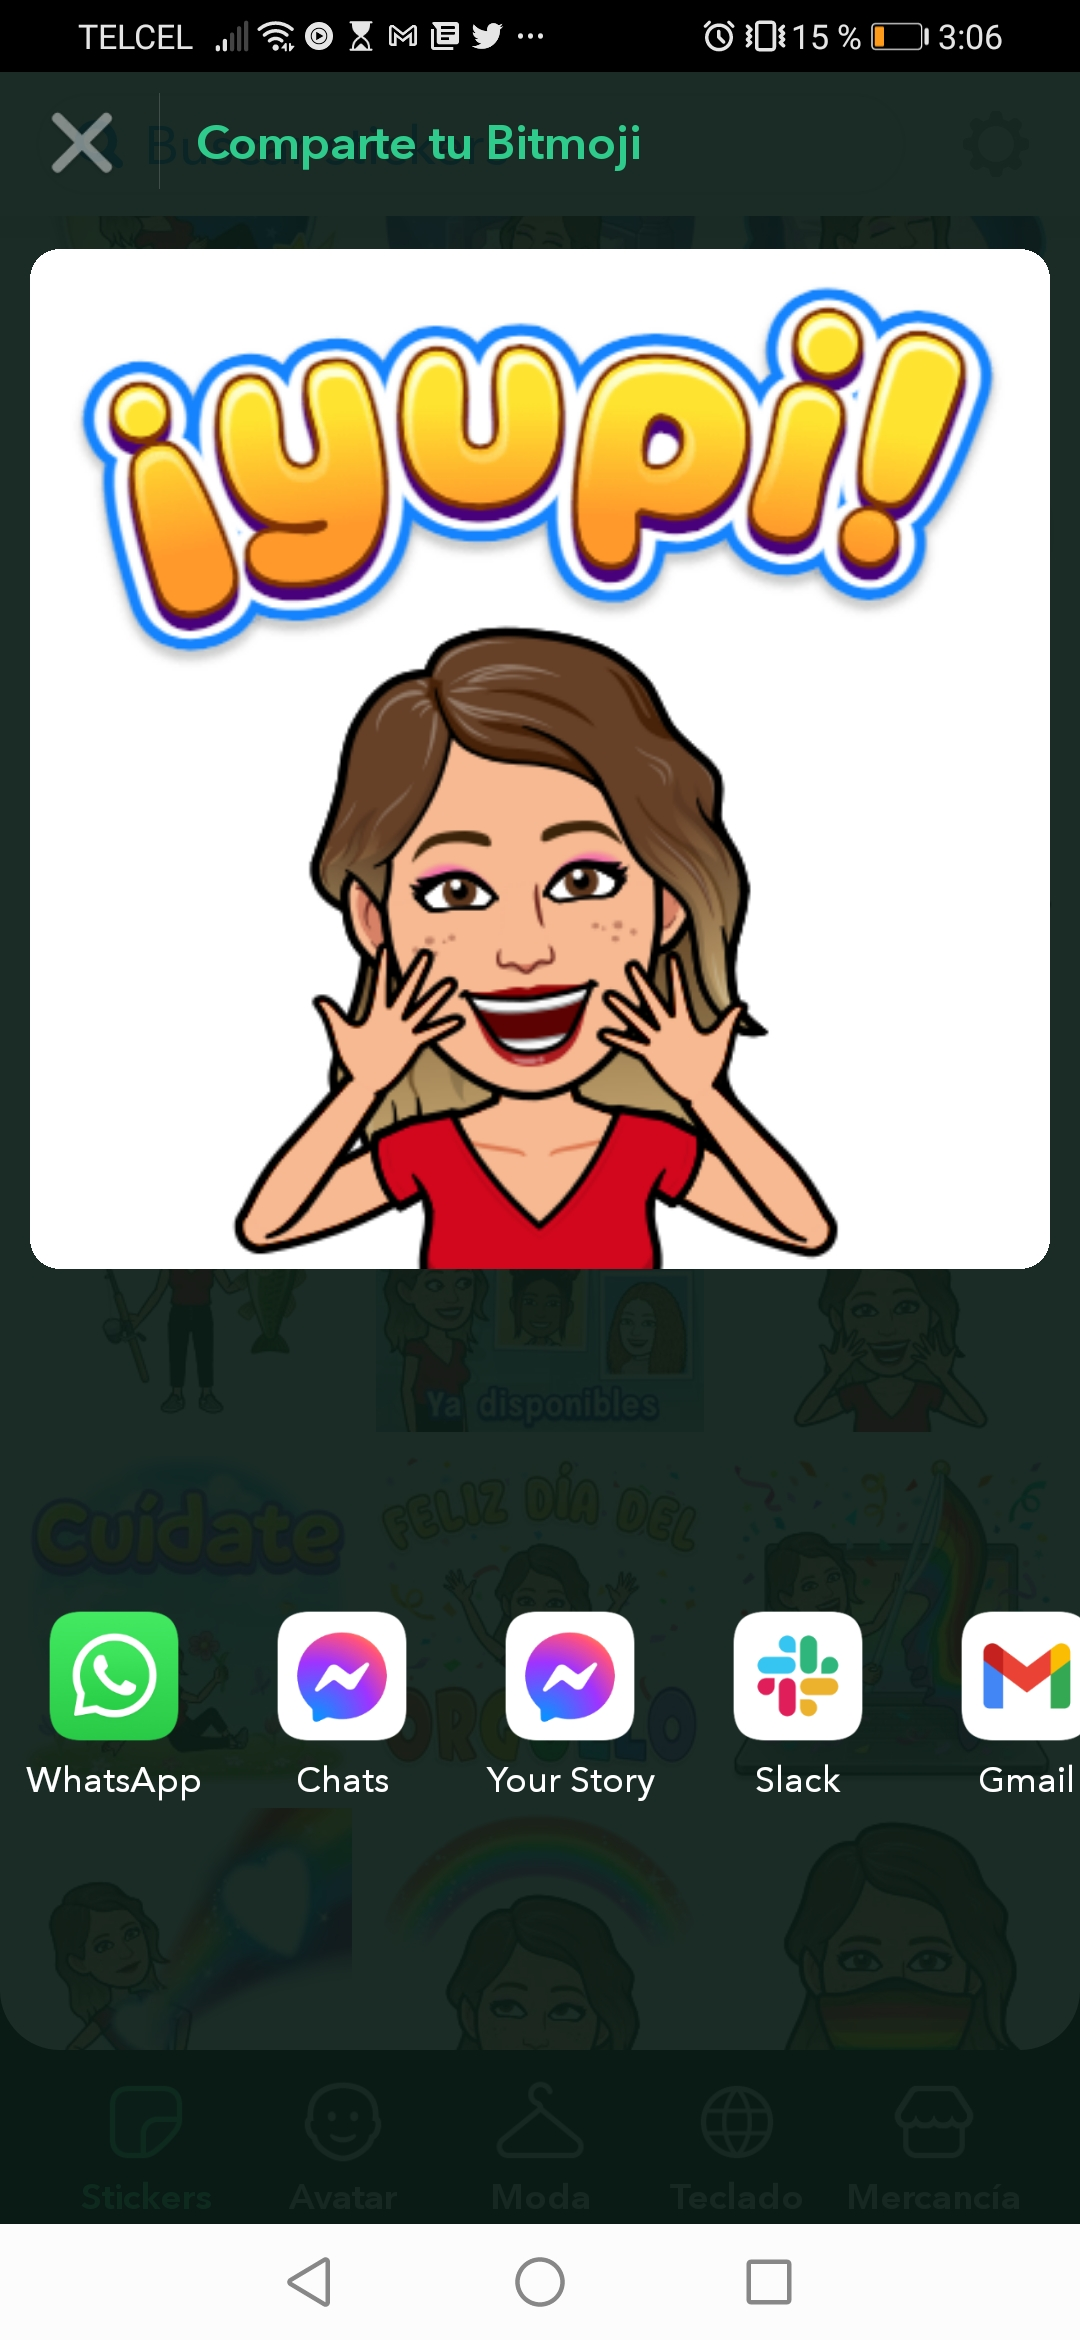 TELCEL 15 % 3:06
Comparte tu Bitmoji
¡yupi!
Ya disponibles
Cuídate
FELIZ DÍA DEL
ORGULLO
WhatsApp Chats Your Story Slack Gmail
Stickers Avatar Moda Teclado Mercancía